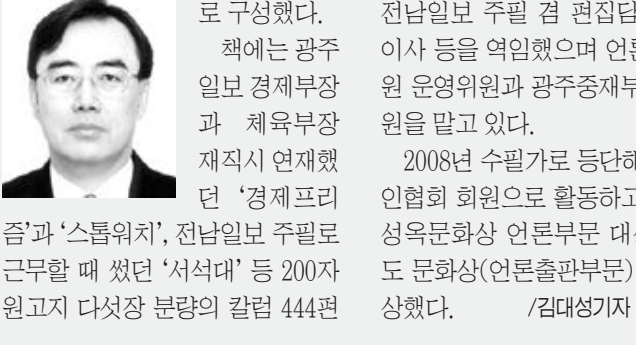 로 구성했다.
책에는 광주
일보 경제부장
과 체육부장
재직시 연재했
던 ‘경제프리
즘’과 ‘스톱워치’, 전남일보 주필로
근무할 때 썼던 ‘서석대’ 등 200자
원고지 다섯장 분량의 칼럼 444편
전남일보 주필 겸 편집담
이사 등을 역임했으며 언론
원 운영위원과 광주중재부
원을 맡고 있다.
2008년 수필가로 등단해
인협회 회원으로 활동하고
성옥문화상 언론부문 대상
도 문화상(언론출판부문)
상했다. /김대성기자